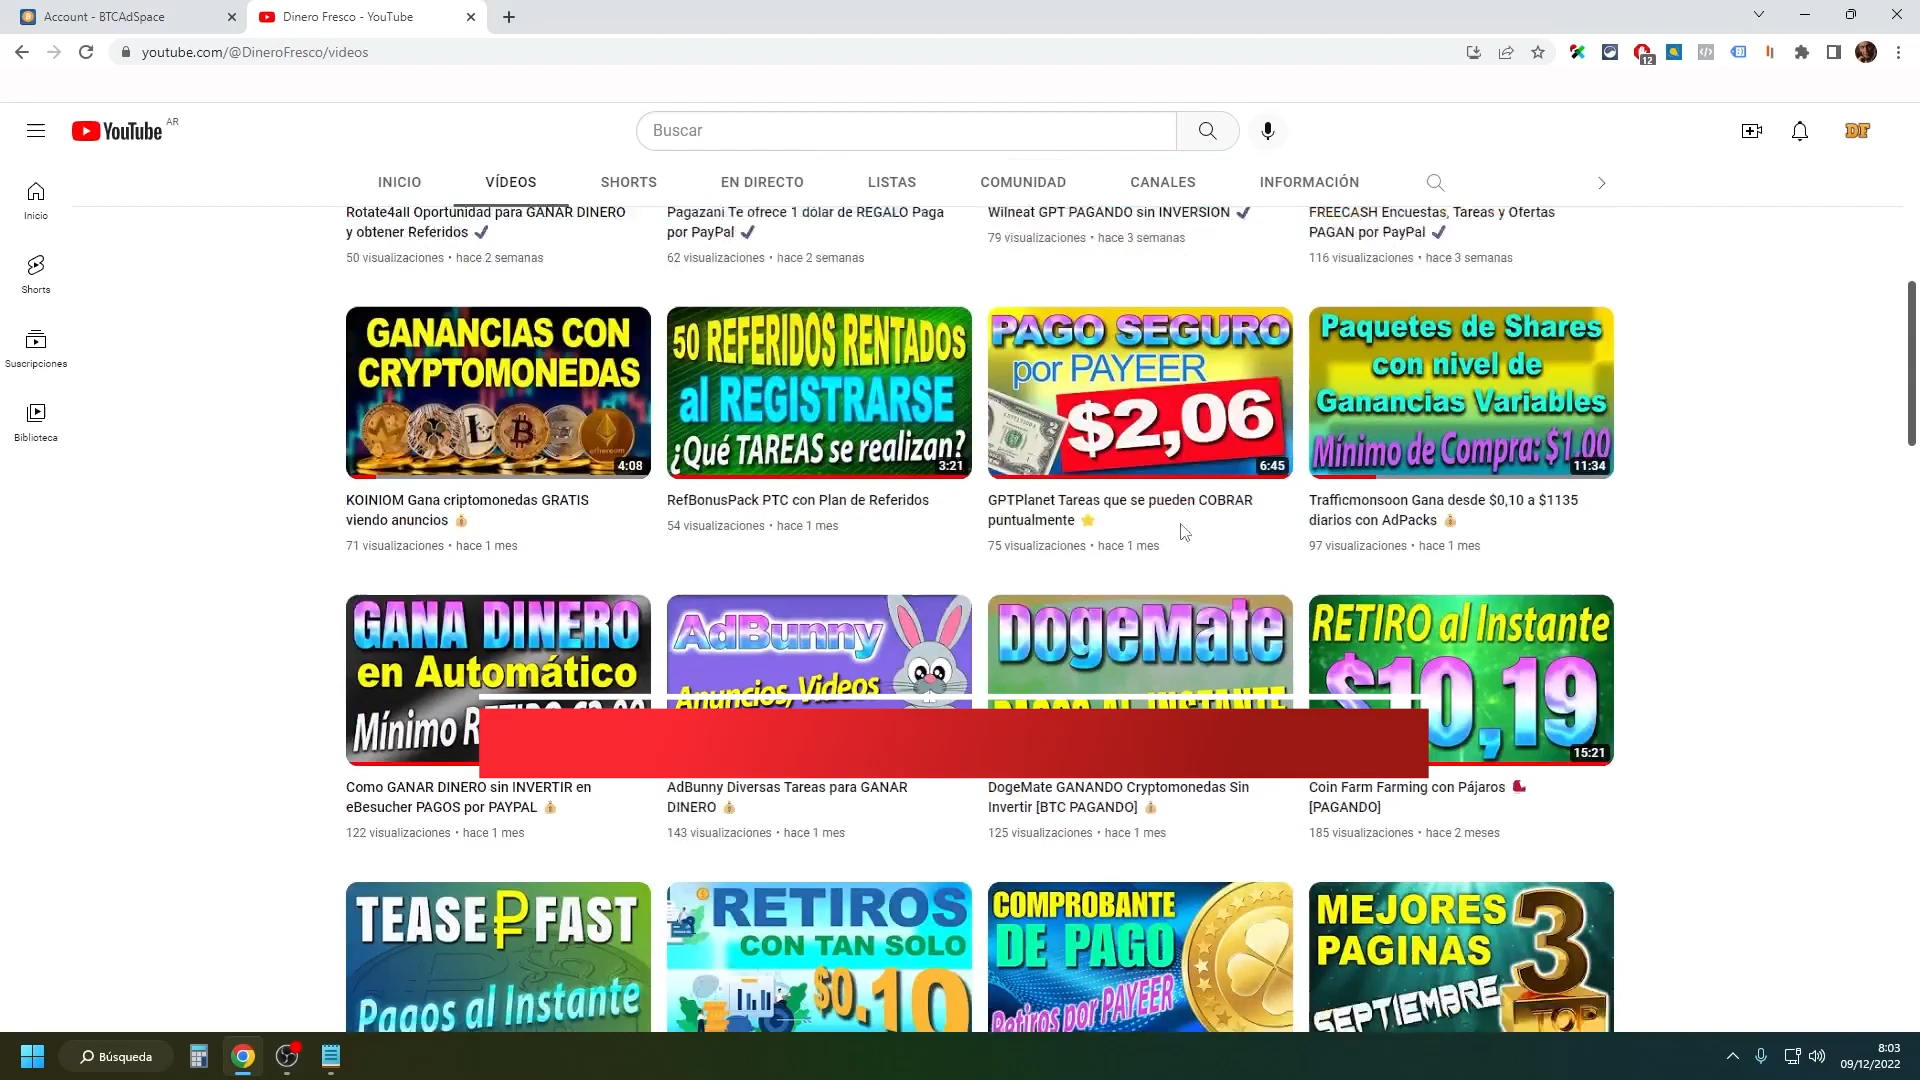 Account - BTCAdSpace
Dinero Fresco - YouTube
youtube.com/@DineroFresco/videos
12
YouTube AR
Buscar
DF
INICIO VÍDEOS SHORTS EN DIRECTO LISTAS COMUNIDAD CANALES INFORMACIÓN
Inicio
Shorts
Suscripciones
Biblioteca
Rotate4all Oportunidad para GANAR DINERO
y obtener Referidos ✔
50 visualizaciones • hace 2 semanas
Pagazani Te ofrece 1 dólar de REGALO Paga
por PayPal ✔
62 visualizaciones • hace 2 semanas
Wilneat GPT PAGANDO sin INVERSION ✔
79 visualizaciones • hace 3 semanas
FREECASH Encuestas, Tareas y Ofertas
PAGAN por PayPal ✔
116 visualizaciones • hace 3 semanas
GANANCIAS CON
CRYPTOMONEDAS
4:08
KOINIOM Gana criptomonedas GRATIS
viendo anuncios 💰
71 visualizaciones • hace 1 mes
50 REFERIDOS RENTADOS
al REGISTRARSE
¿Qué TAREAS se realizan?
3:21
RefBonusPack PTC con Plan de Referidos
54 visualizaciones • hace 1 mes
PAGO SEGURO
por PAYEER
$2,06
6:45
GPTPlanet Tareas que se pueden COBRAR
puntualmente ⭐
75 visualizaciones • hace 1 mes
Paquetes de Shares
con nivel de
Ganancias Variables
Mínimo de Compra: $1.00
11:34
Trafficmonsoon Gana desde $0,10 a $1135
diarios con AdPacks 💰
97 visualizaciones • hace 1 mes
GANA DINERO
en Automático
Mínimo
Como GANAR DINERO sin INVERTIR en
eBesucher PAGOS por PAYPAL 💰
122 visualizaciones • hace 1 mes
AdBunny
Anuncios, Videos
AdBunny Diversas Tareas para GANAR
DINERO 💰
143 visualizaciones • hace 1 mes
DogeMate
PAGO AL INSTANTE
DogeMate GANANDO Cryptomonedas Sin
Invertir [BTC PAGANDO] 💰
125 visualizaciones • hace 1 mes
RETIRO al Instante
$10,19
15:21
Coin Farm Farming con Pájaros
[PAGANDO]
185 visualizaciones • hace 2 meses
TEASE₽FAST
Pagos al Instante
RETIROS
CON TAN SOLO
$0.10
COMPROBANTE
DE PAGO
Retiros por PAYEER
MEJORES 3
PAGINAS
SEPTIEMBRE
TOP
Búsqueda
8:03
09/12/2022